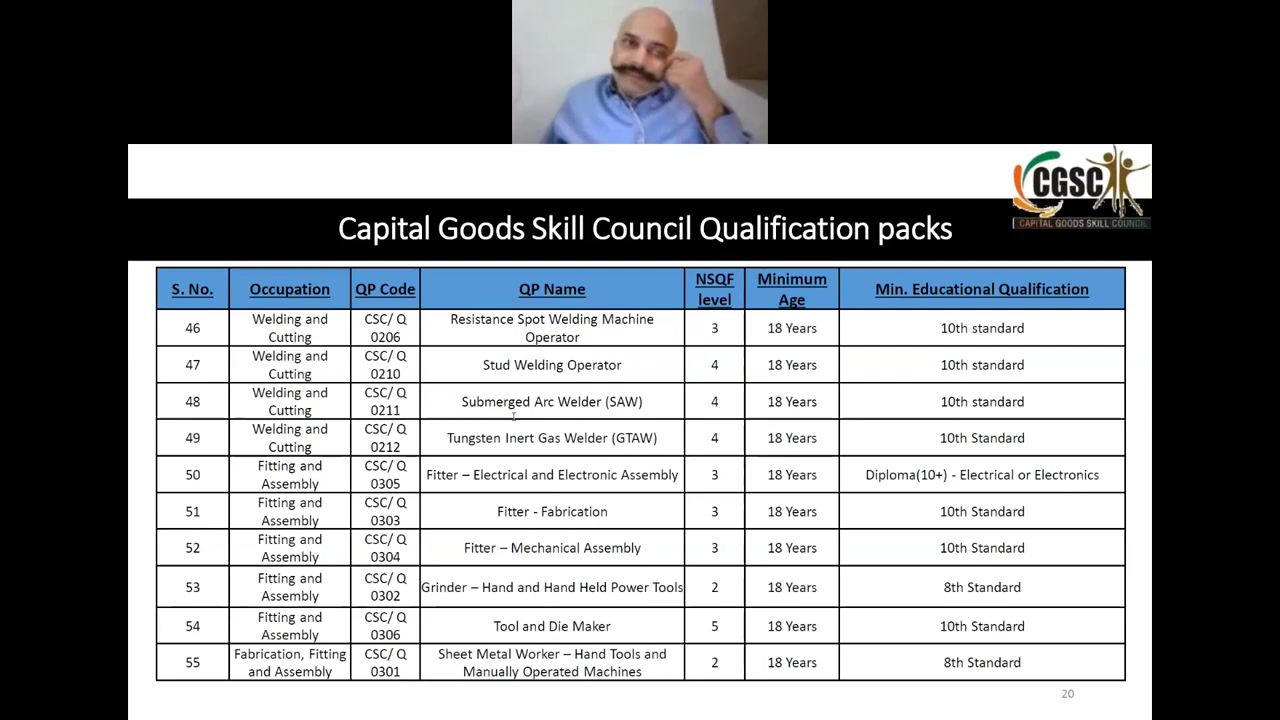 CGSC
CAPITAL GOODS SKILL COUNCIL
Capital Goods Skill Council Qualification packs
S. No. Occupation QP Code QP Name NSQF level Minimum Age Min. Educational Qualification
46 Welding and Cutting CSC/ Q 0206 Resistance Spot Welding Machine Operator 3 18 Years 10th standard
47 Welding and Cutting CSC/ Q 0210 Stud Welding Operator 4 18 Years 10th standard
48 Welding and Cutting CSC/ Q 0211 Submerged Arc Welder (SAW) 4 18 Years 10th standard
49 Welding and Cutting CSC/ Q 0212 Tungsten Inert Gas Welder (GTAW) 4 18 Years 10th Standard
50 Fitting and Assembly CSC/ Q 0305 Fitter – Electrical and Electronic Assembly 3 18 Years Diploma(10+) - Electrical or Electronics
51 Fitting and Assembly CSC/ Q 0303 Fitter - Fabrication 3 18 Years 10th Standard
52 Fitting and Assembly CSC/ Q 0304 Fitter – Mechanical Assembly 3 18 Years 10th Standard
53 Fitting and Assembly CSC/ Q 0302 Grinder – Hand and Hand Held Power Tools 2 18 Years 8th Standard
54 Fitting and Assembly CSC/ Q 0306 Tool and Die Maker 5 18 Years 10th Standard
55 Fabrication, Fitting and Assembly CSC/ Q 0301 Sheet Metal Worker – Hand Tools and Manually Operated Machines 2 18 Years 8th Standard
20